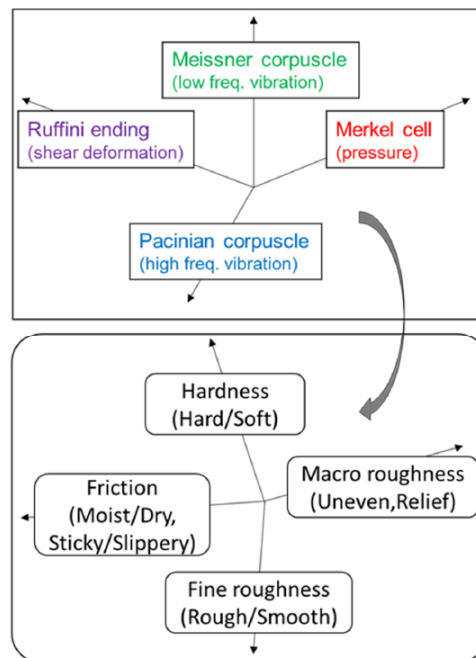 Meissner corpuscle
(low freq. vibration)
Ruffini ending
(shear deformation)
Merkel cell
(pressure)
Pacinian corpuscle
(high freq. vibration)
Hardness
(Hard/Soft)
Macro roughness
(Uneven,Relief)
Friction
(Moist/Dry,
Sticky/Slippery)
Fine roughness
(Rough/Smooth)